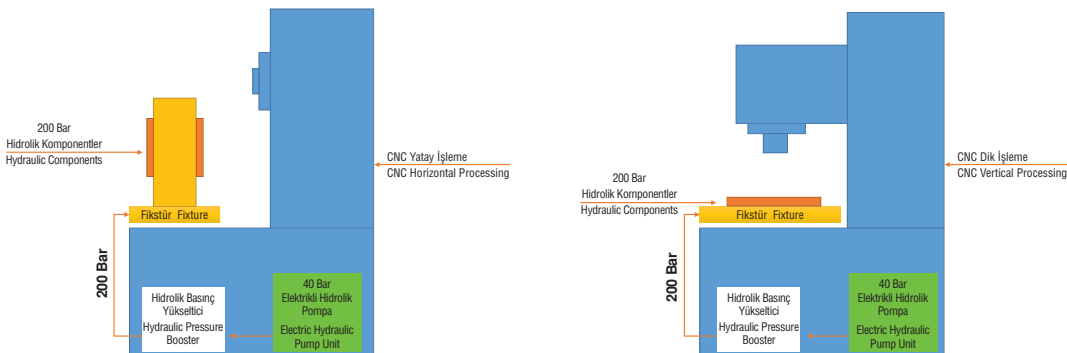 200 Bar
Hidrolik Komponentler
Hydraulic Components
CNC Yatay İşleme
CNC Horizontal Processing
Fikstür Fixture
200 Bar
Hidrolik Basınç
Yükseltici
Hydraulic Pressure
Booster
40 Bar
Elektrikli Hidrolik
Pompa
Electric Hydraulic
Pump Unit
200 Bar
Hidrolik Komponentler
Hydraulic Components
CNC Dik İşleme
CNC Vertical Processing
Fikstür Fixture
200 Bar
Hidrolik Basınç
Yükseltici
Hydraulic Pressure
Booster
40 Bar
Elektrikli Hidrolik
Pompa
Electric Hydraulic
Pump Unit